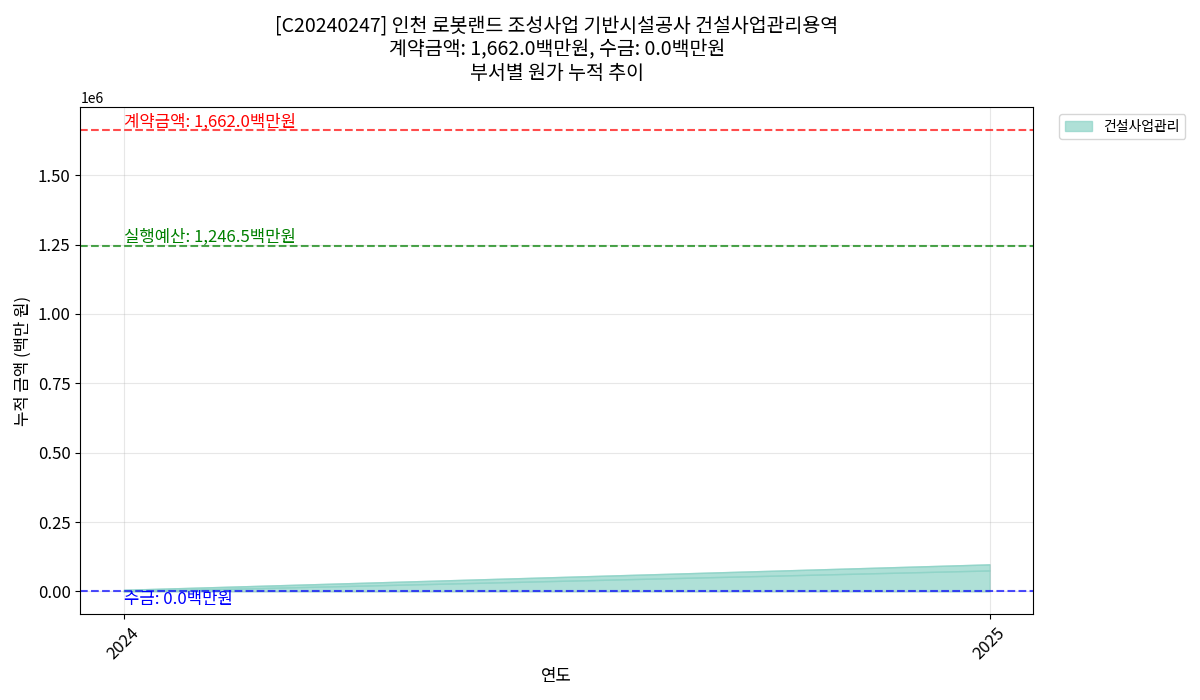 [C20240247] 인천 로봇랜드 조성사업 기반시설공사 건설사업관리용역
계약금액: 1,662.0백만원, 수금: 0.0백만원
부서별 원가 누적 추이
1e6
계약금액: 1,662.0백만원
건설사업관리
1.50
실행예산: 1,246.5백만원
1.25
1.00
0.75
0.50
0.25
0.00
수금: 0.0백만원
누적 금액 (백만 원)
2024
2025
연도